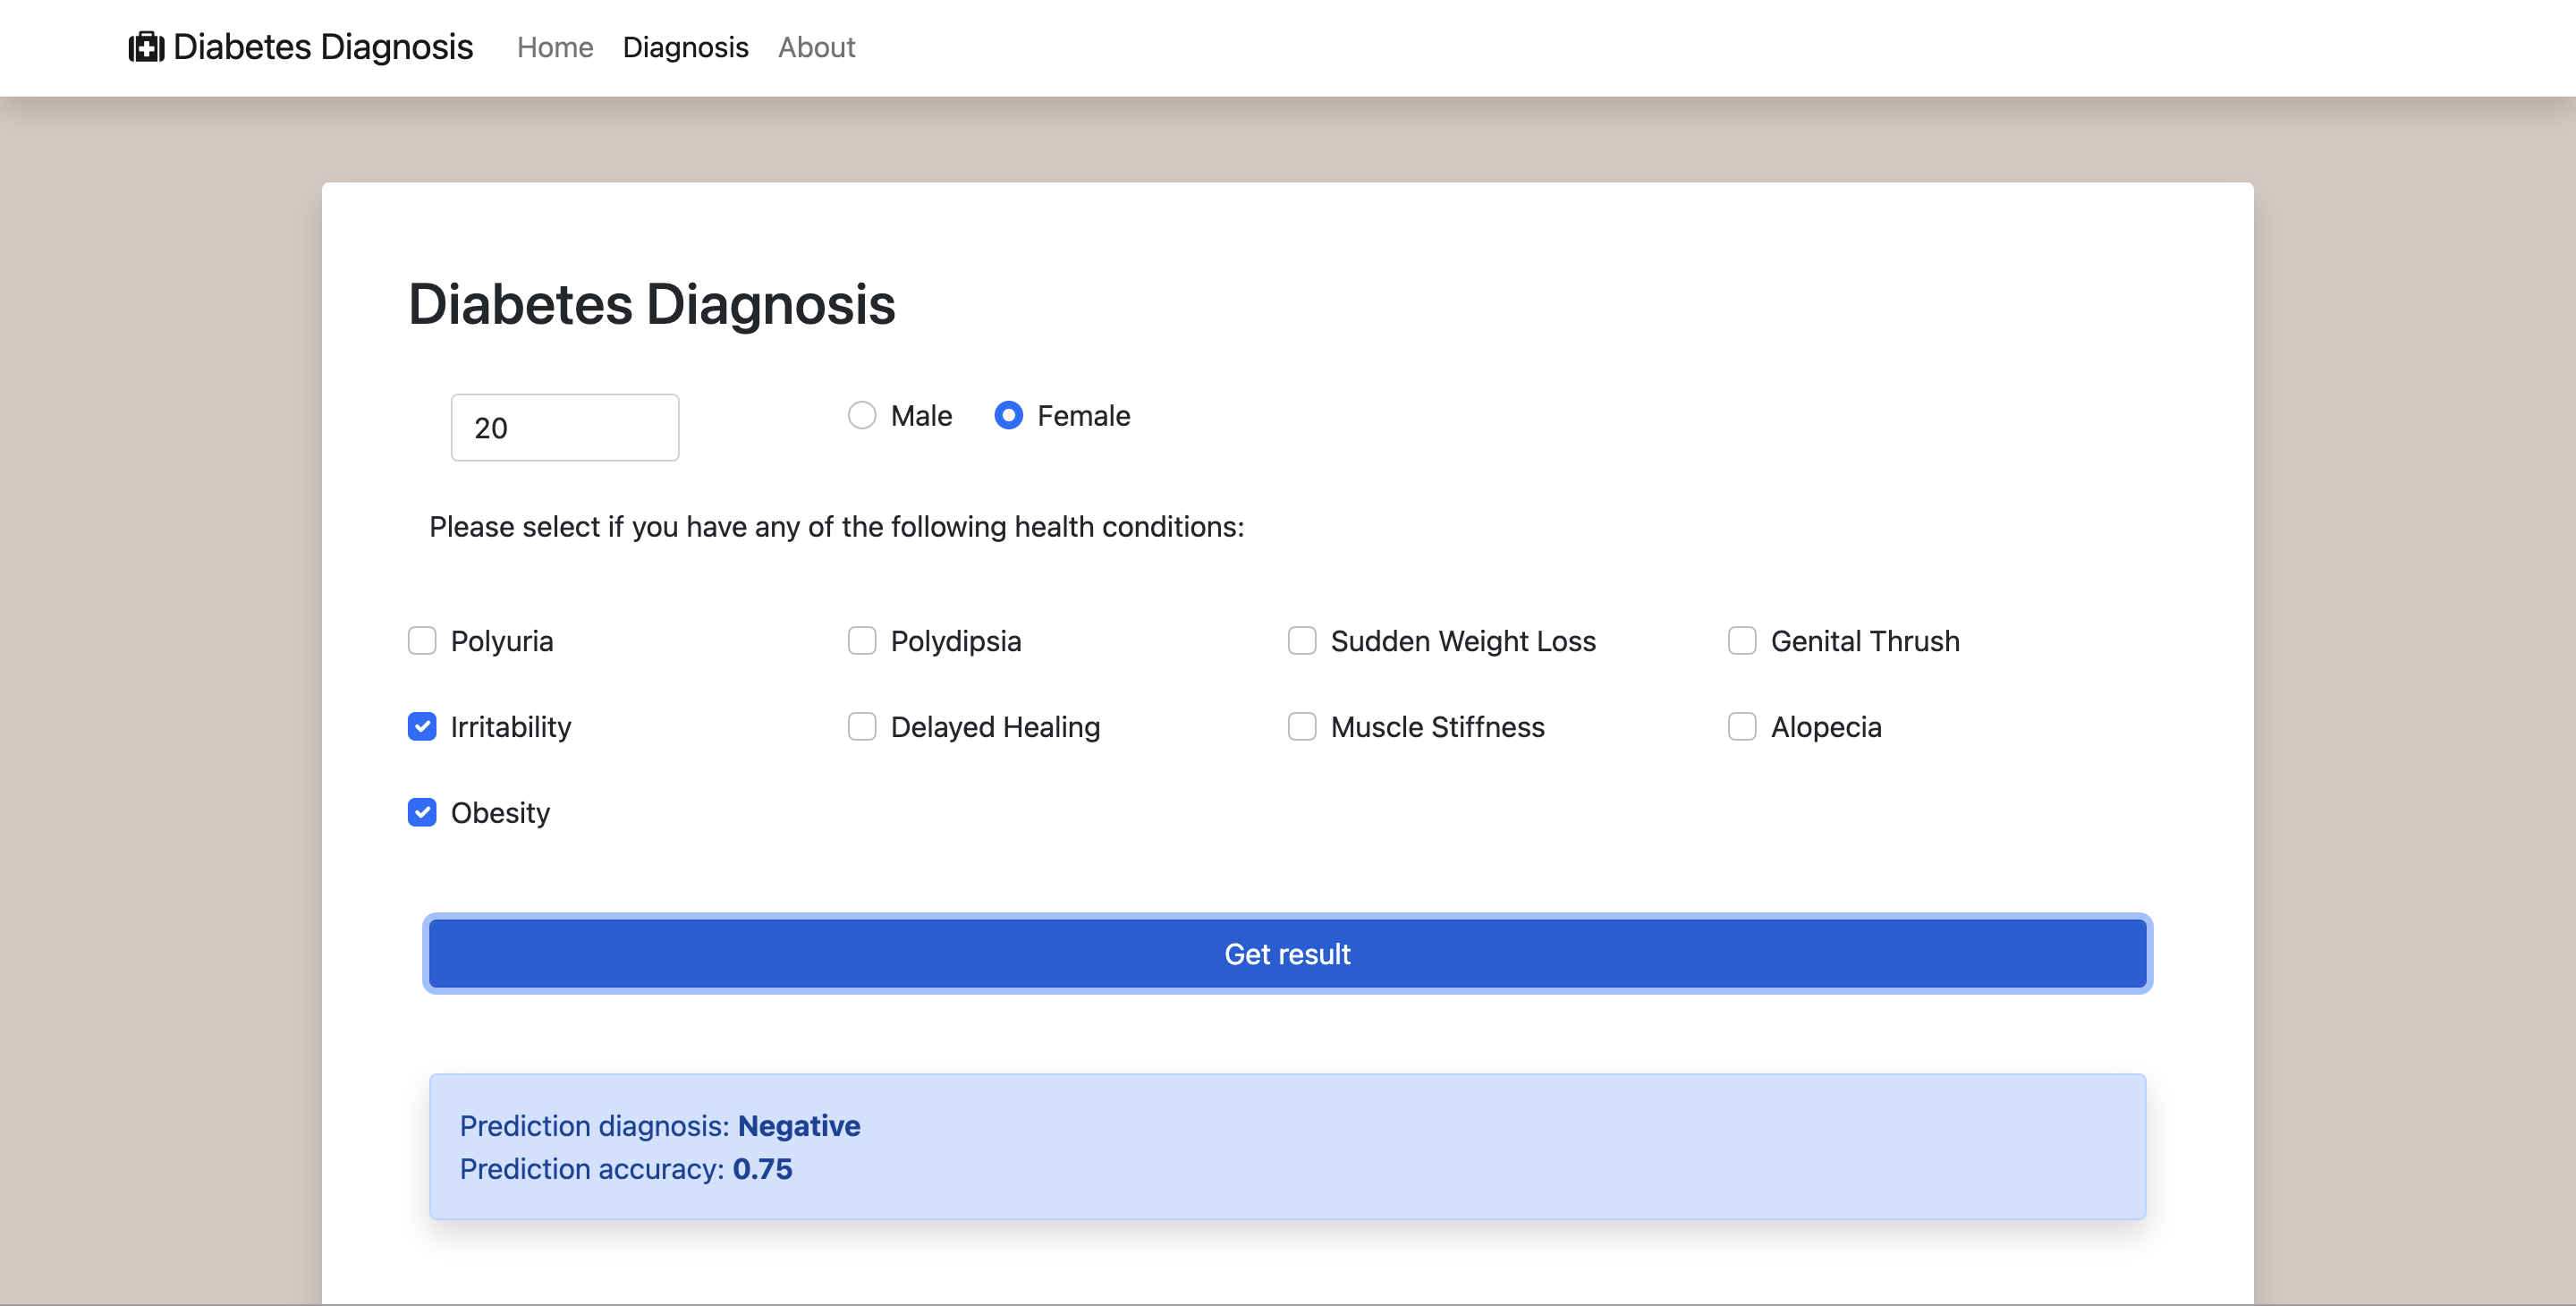 Diabetes Diagnosis Home Diagnosis About
Diabetes Diagnosis
20 Male Female
Please select if you have any of the following health conditions:
Polyuria Polydipsia Sudden Weight Loss Genital Thrush
Irritability Delayed Healing Muscle Stiffness Alopecia
Obesity
Get result
Prediction diagnosis: Negative
Prediction accuracy: 0.75